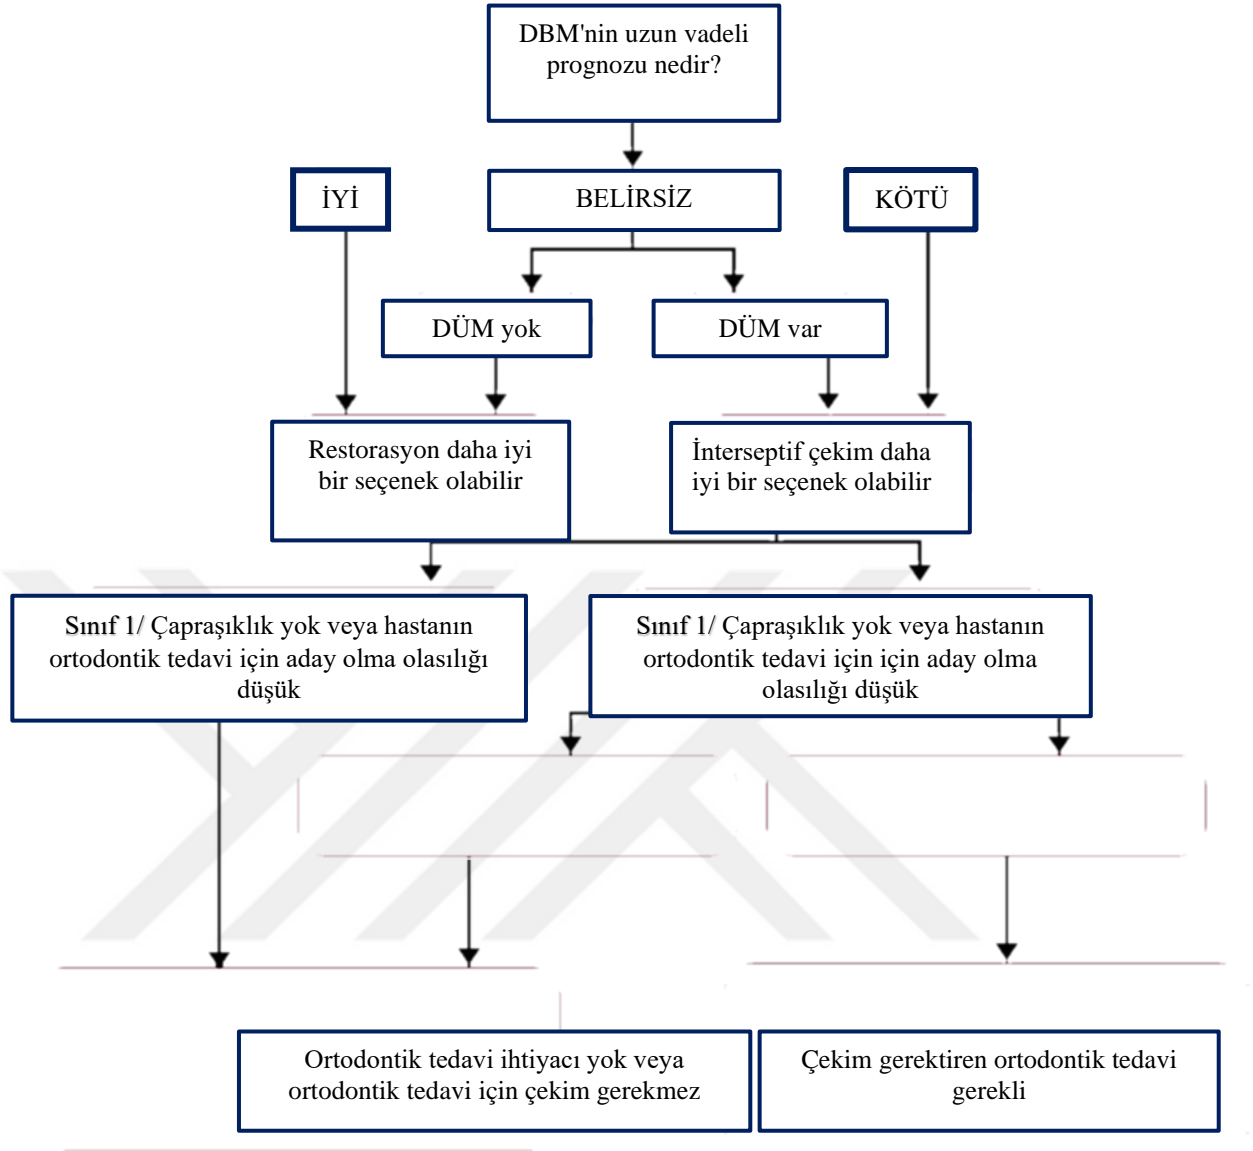 DBM'nin uzun vadeli
prognozu nedir?
İYİ
BELİRSİZ
KÖTÜ
DÜM yok
DÜM var
Restorasyon daha iyi
bir seçenek olabilir
İnterseptif çekim daha
iyi bir seçenek olabilir
Sınıf 1/ Çapraşıklık yok veya hastanın
ortodontik tedavi için aday olma olasılığı
düşük
Sınıf 1/ Çapraşıklık yok veya hastanın
ortodontik tedavi için için aday olma
olasılığı düşük
Ortodontik tedavi ihtiyacı yok veya
ortodontik tedavi için çekim gerekmez
Çekim gerektiren ortodontik tedavi
gerekli